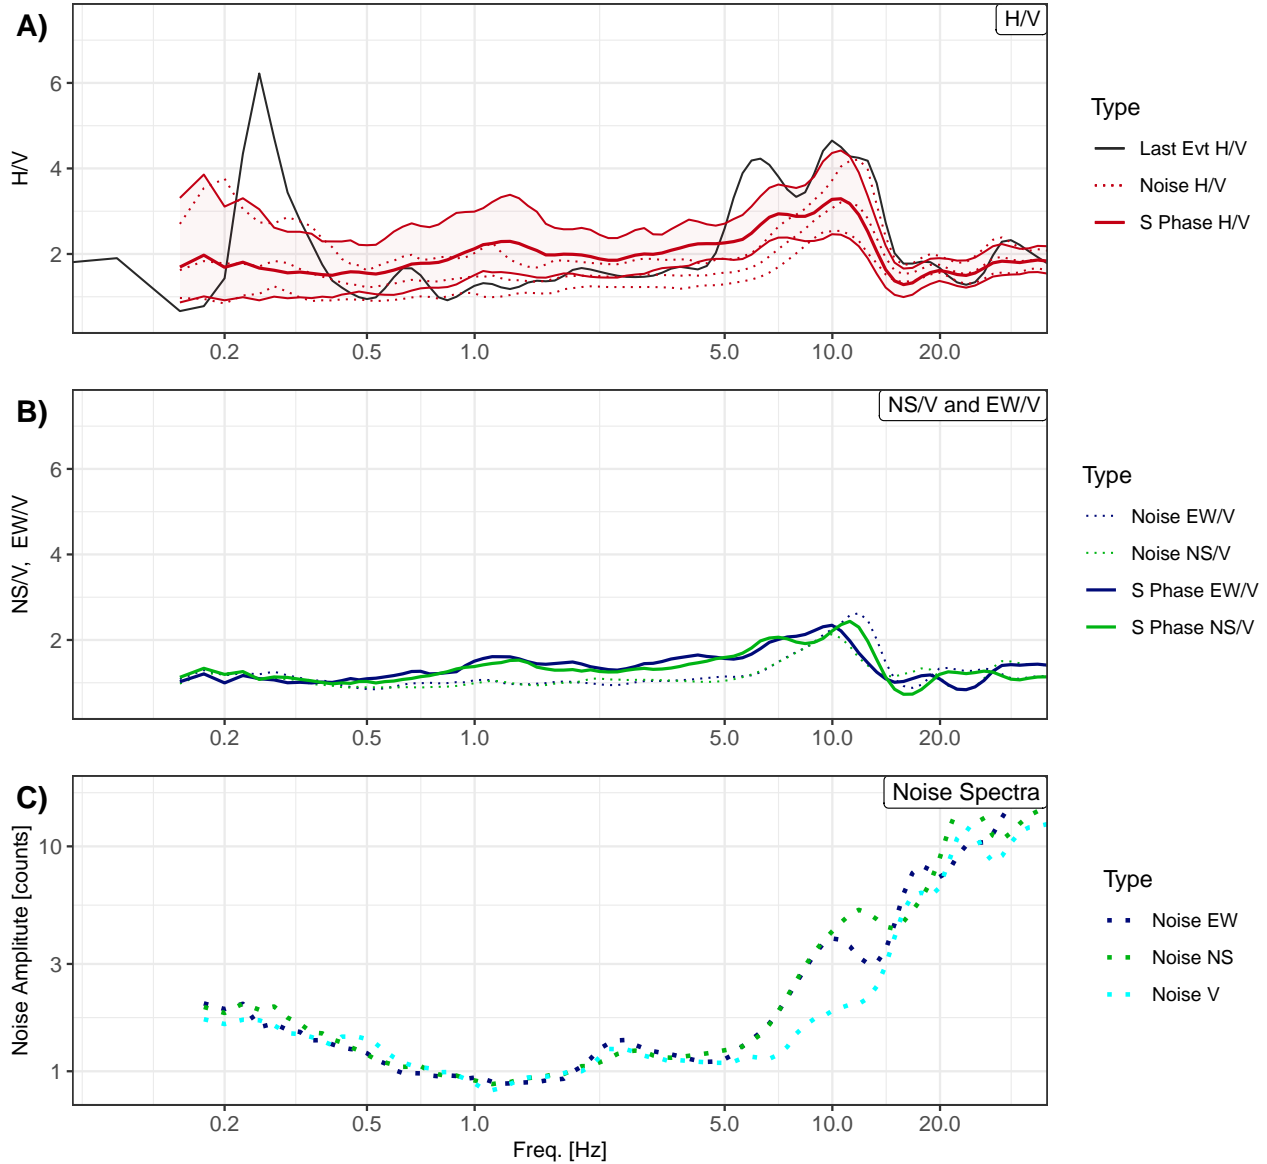 A)
H/V
6
4
2
H/V
0.2 0.5 1.0 5.0 10.0 20.0
Type
Last Evt H/V
Noise H/V
S Phase H/V
B)
NS/V and EW/V
6
4
2
NS/V, EW/V
0.2 0.5 1.0 5.0 10.0 20.0
Type
Noise EW/V
Noise NS/V
S Phase EW/V
S Phase NS/V
C)
Noise Spectra
10
3
1
Noise Amplitude [counts]
0.2 0.5 1.0 5.0 10.0 20.0
Freq. [Hz]
Type
Noise EW
Noise NS
Noise V